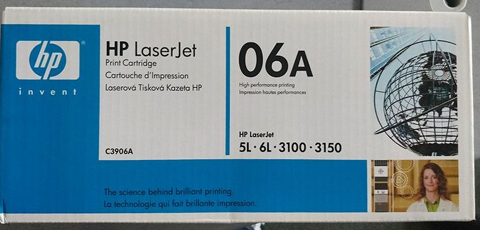 hp
invent
HP LaserJet
Print Cartridge
Cartouche d'Impression
Laserová Tisková Kazeta HP
C3906A
06A
High performance printing
Impression hautes performances
HP LaserJet
5L · 6L · 3100 · 3150
The science behind brilliant printing.
La technologie qui fait brillante impression.